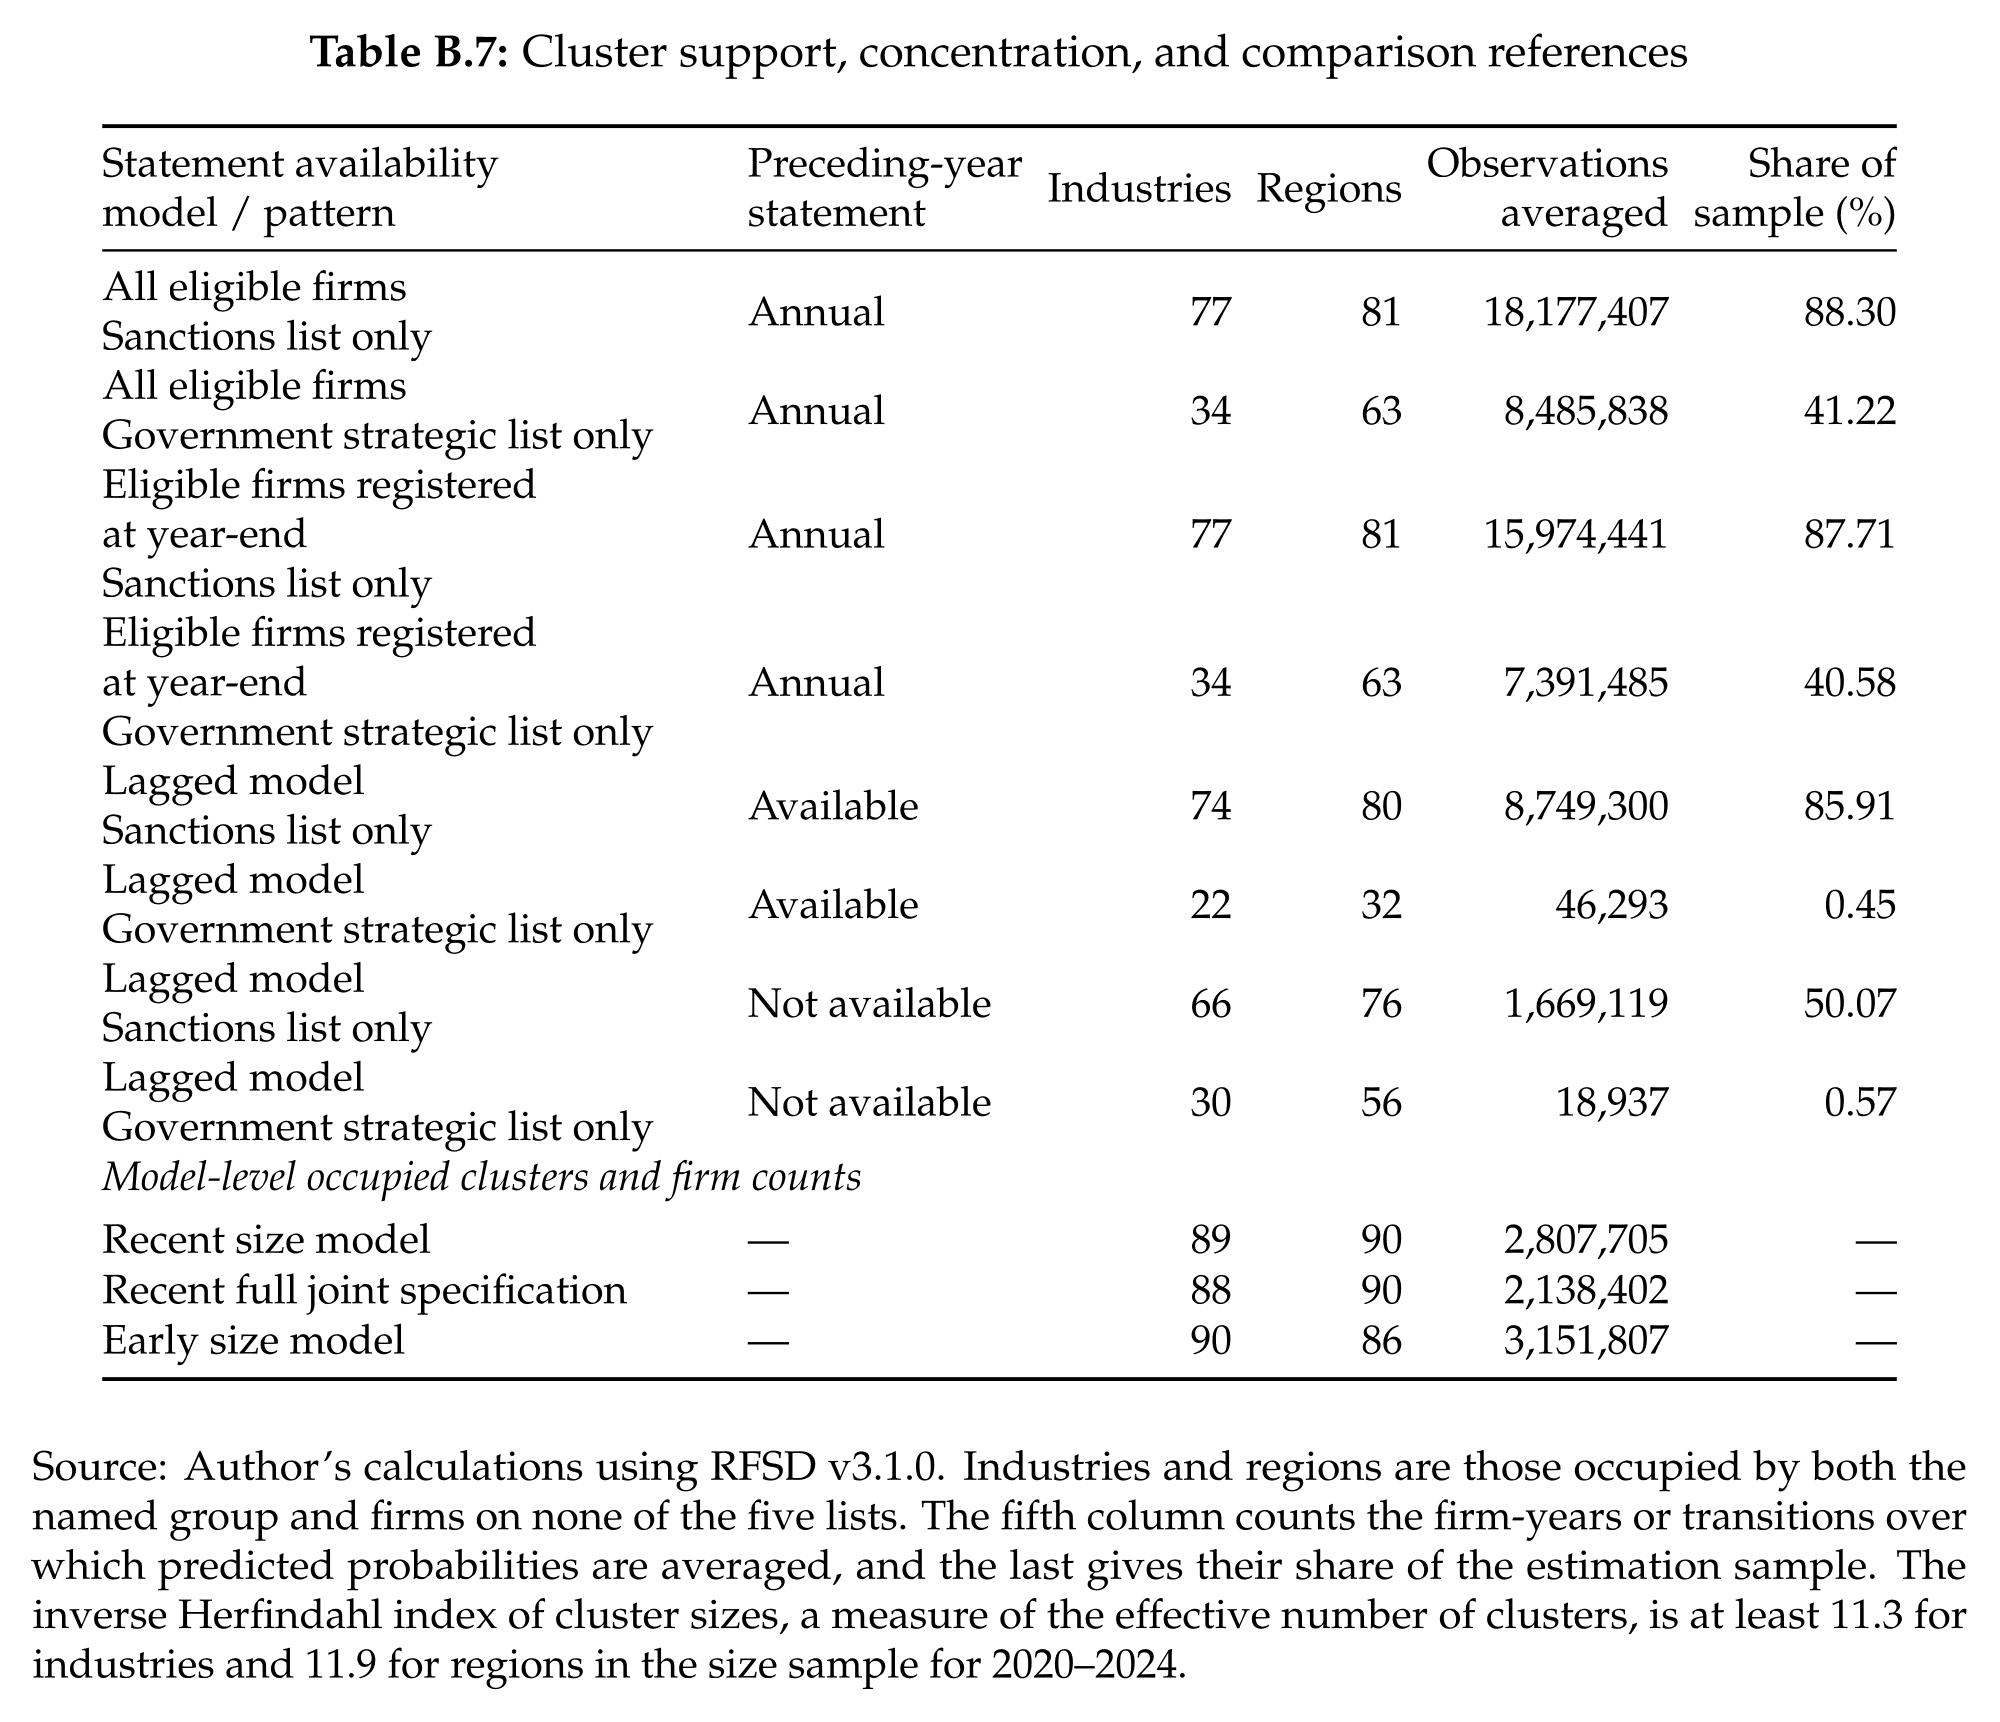 Table B.7: Cluster support, concentration, and comparison references
Statement availability model / pattern Preceding-year statement Industries Regions Observations averaged Share of sample (%)
All eligible firms
Sanctions list only Annual 77 81 18,177,407 88.30
All eligible firms
Government strategic list only Annual 34 63 8,485,838 41.22
Eligible firms registered
at year-end Annual 77 81 15,974,441 87.71
Sanctions list only
Eligible firms registered
at year-end Annual 34 63 7,391,485 40.58
Government strategic list only
Lagged model
Sanctions list only Available 74 80 8,749,300 85.91
Lagged model
Government strategic list only Available 22 32 46,293 0.45
Lagged model
Sanctions list only Not available 66 76 1,669,119 50.07
Lagged model
Government strategic list only Not available 30 56 18,937 0.57
Model-level occupied clusters and firm counts
Recent size model — 89 90 2,807,705 —
Recent full joint specification — 88 90 2,138,402 —
Early size model — 90 86 3,151,807 —
Source: Author's calculations using RFSD v3.1.0. Industries and regions are those occupied by both the
named group and firms on none of the five lists. The fifth column counts the firm-years or transitions over
which predicted probabilities are averaged, and the last gives their share of the estimation sample. The
inverse Herfindahl index of cluster sizes, a measure of the effective number of clusters, is at least 11.3 for
industries and 11.9 for regions in the size sample for 2020–2024.